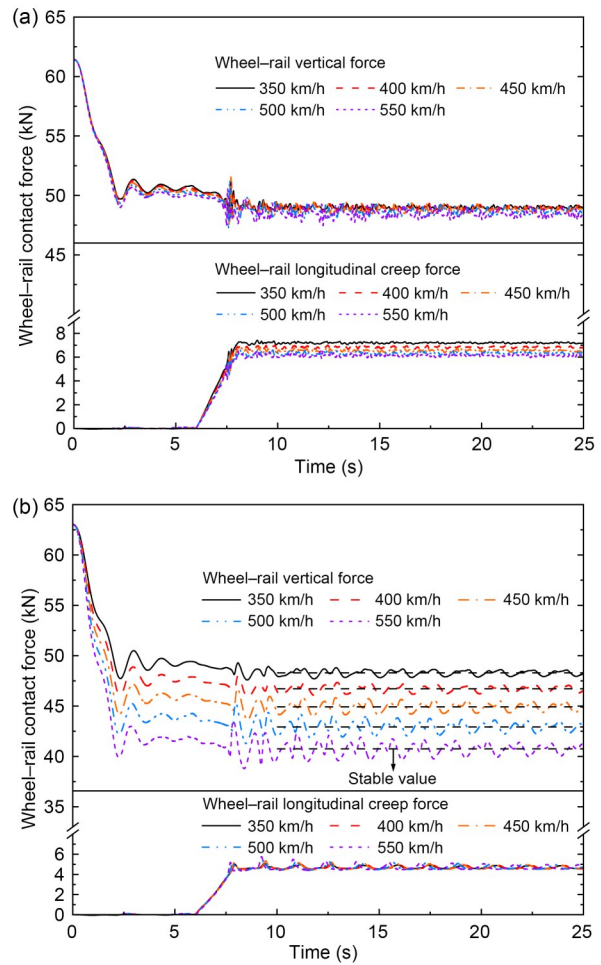 (a)
65
60
55
50
45
8
6
4
2
0
Wheel–rail contact force (kN)
Wheel–rail vertical force
350 km/h 400 km/h 450 km/h
500 km/h 550 km/h
Wheel–rail longitudinal creep force
350 km/h 400 km/h 450 km/h
500 km/h 550 km/h
0 5 10 15 20 25
Time (s)
(b)
65
60
55
50
45
40
35
6
4
2
0
Wheel–rail contact force (kN)
Wheel–rail vertical force
350 km/h 400 km/h 450 km/h
500 km/h 550 km/h
Stable value
Wheel–rail longitudinal creep force
350 km/h 400 km/h 450 km/h
500 km/h 550 km/h
0 5 10 15 20 25
Time (s)